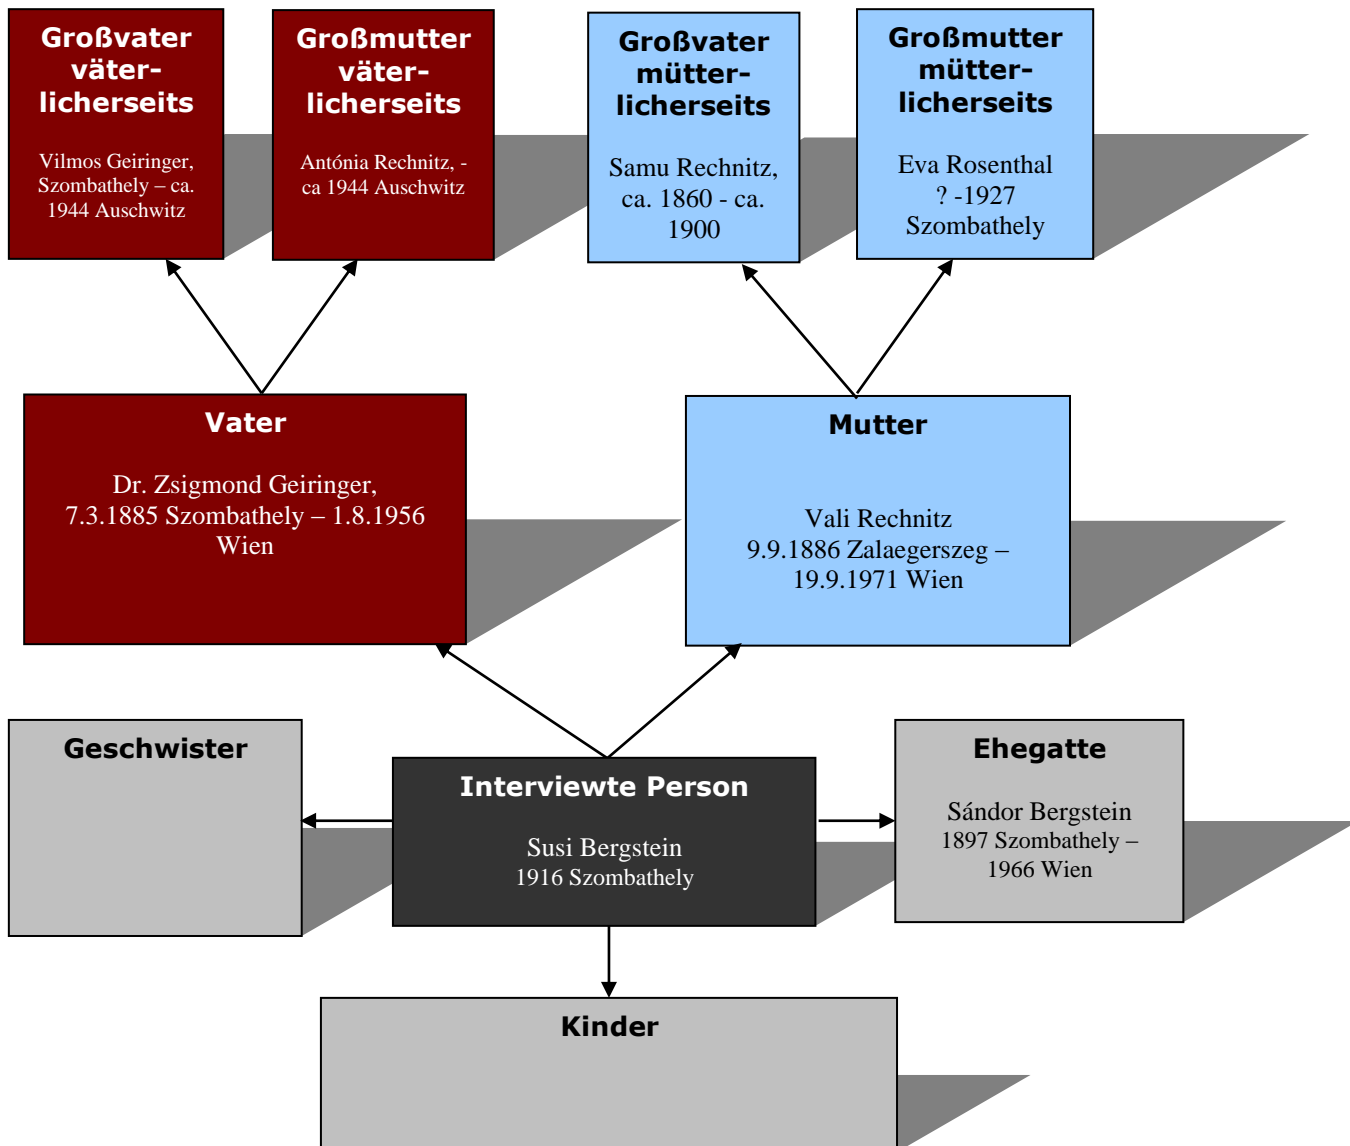 Großvater
väter-
licherseits
Vilmos Geiringer,
Szombathely – ca.
1944 Auschwitz
Großmutter
väter-
licherseits
Antónia Rechnitz, -
ca 1944 Auschwitz
Großvater
mütter-
licherseits
Samu Rechnitz,
ca. 1860 - ca.
1900
Großmutter
mütter-
licherseits
Eva Rosenthal
? -1927
Szombathely
Vater
Dr. Zsigmond Geiringer,
7.3.1885 Szombathely – 1.8.1956
Wien
Mutter
Vali Rechnitz
9.9.1886 Zalaegerszeg –
19.9.1971 Wien
Geschwister
Interviewte Person
Susi Bergstein
1916 Szombathely
Ehegatte
Sándor Bergstein
1897 Szombathely –
1966 Wien
Kinder